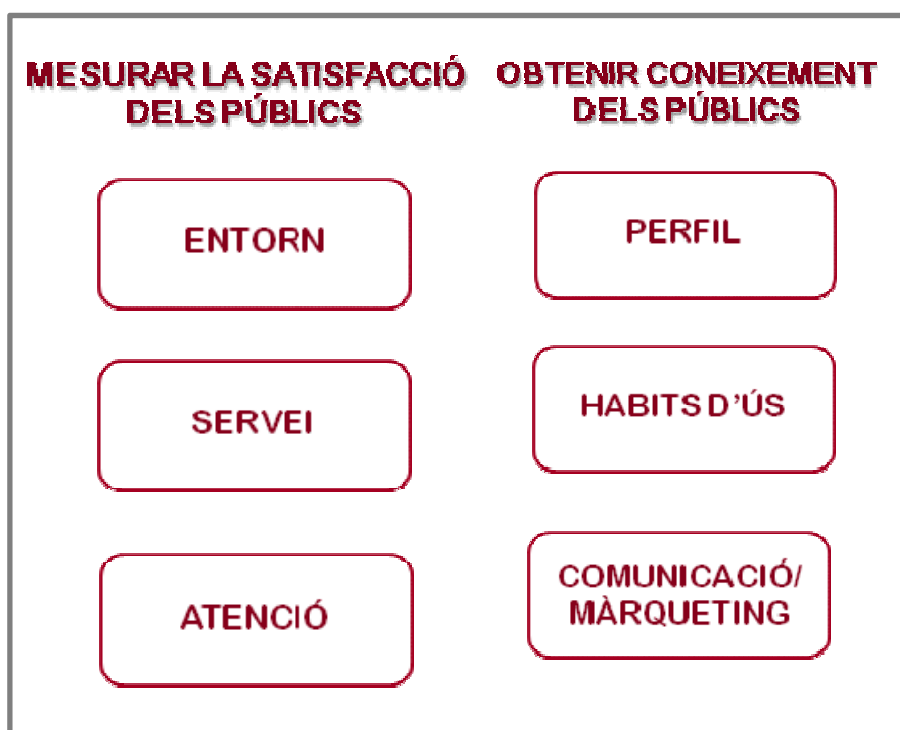 MESURAR LA SATISFACCIÓ
DELS PÚBLICS
ENTORN
SERVEI
ATENCIÓ
OBTENIR CONEIXEMENT
DELS PÚBLICS
PERFIL
HABITS D’ÚS
COMUNICACIÓ/
MÀRQUETING